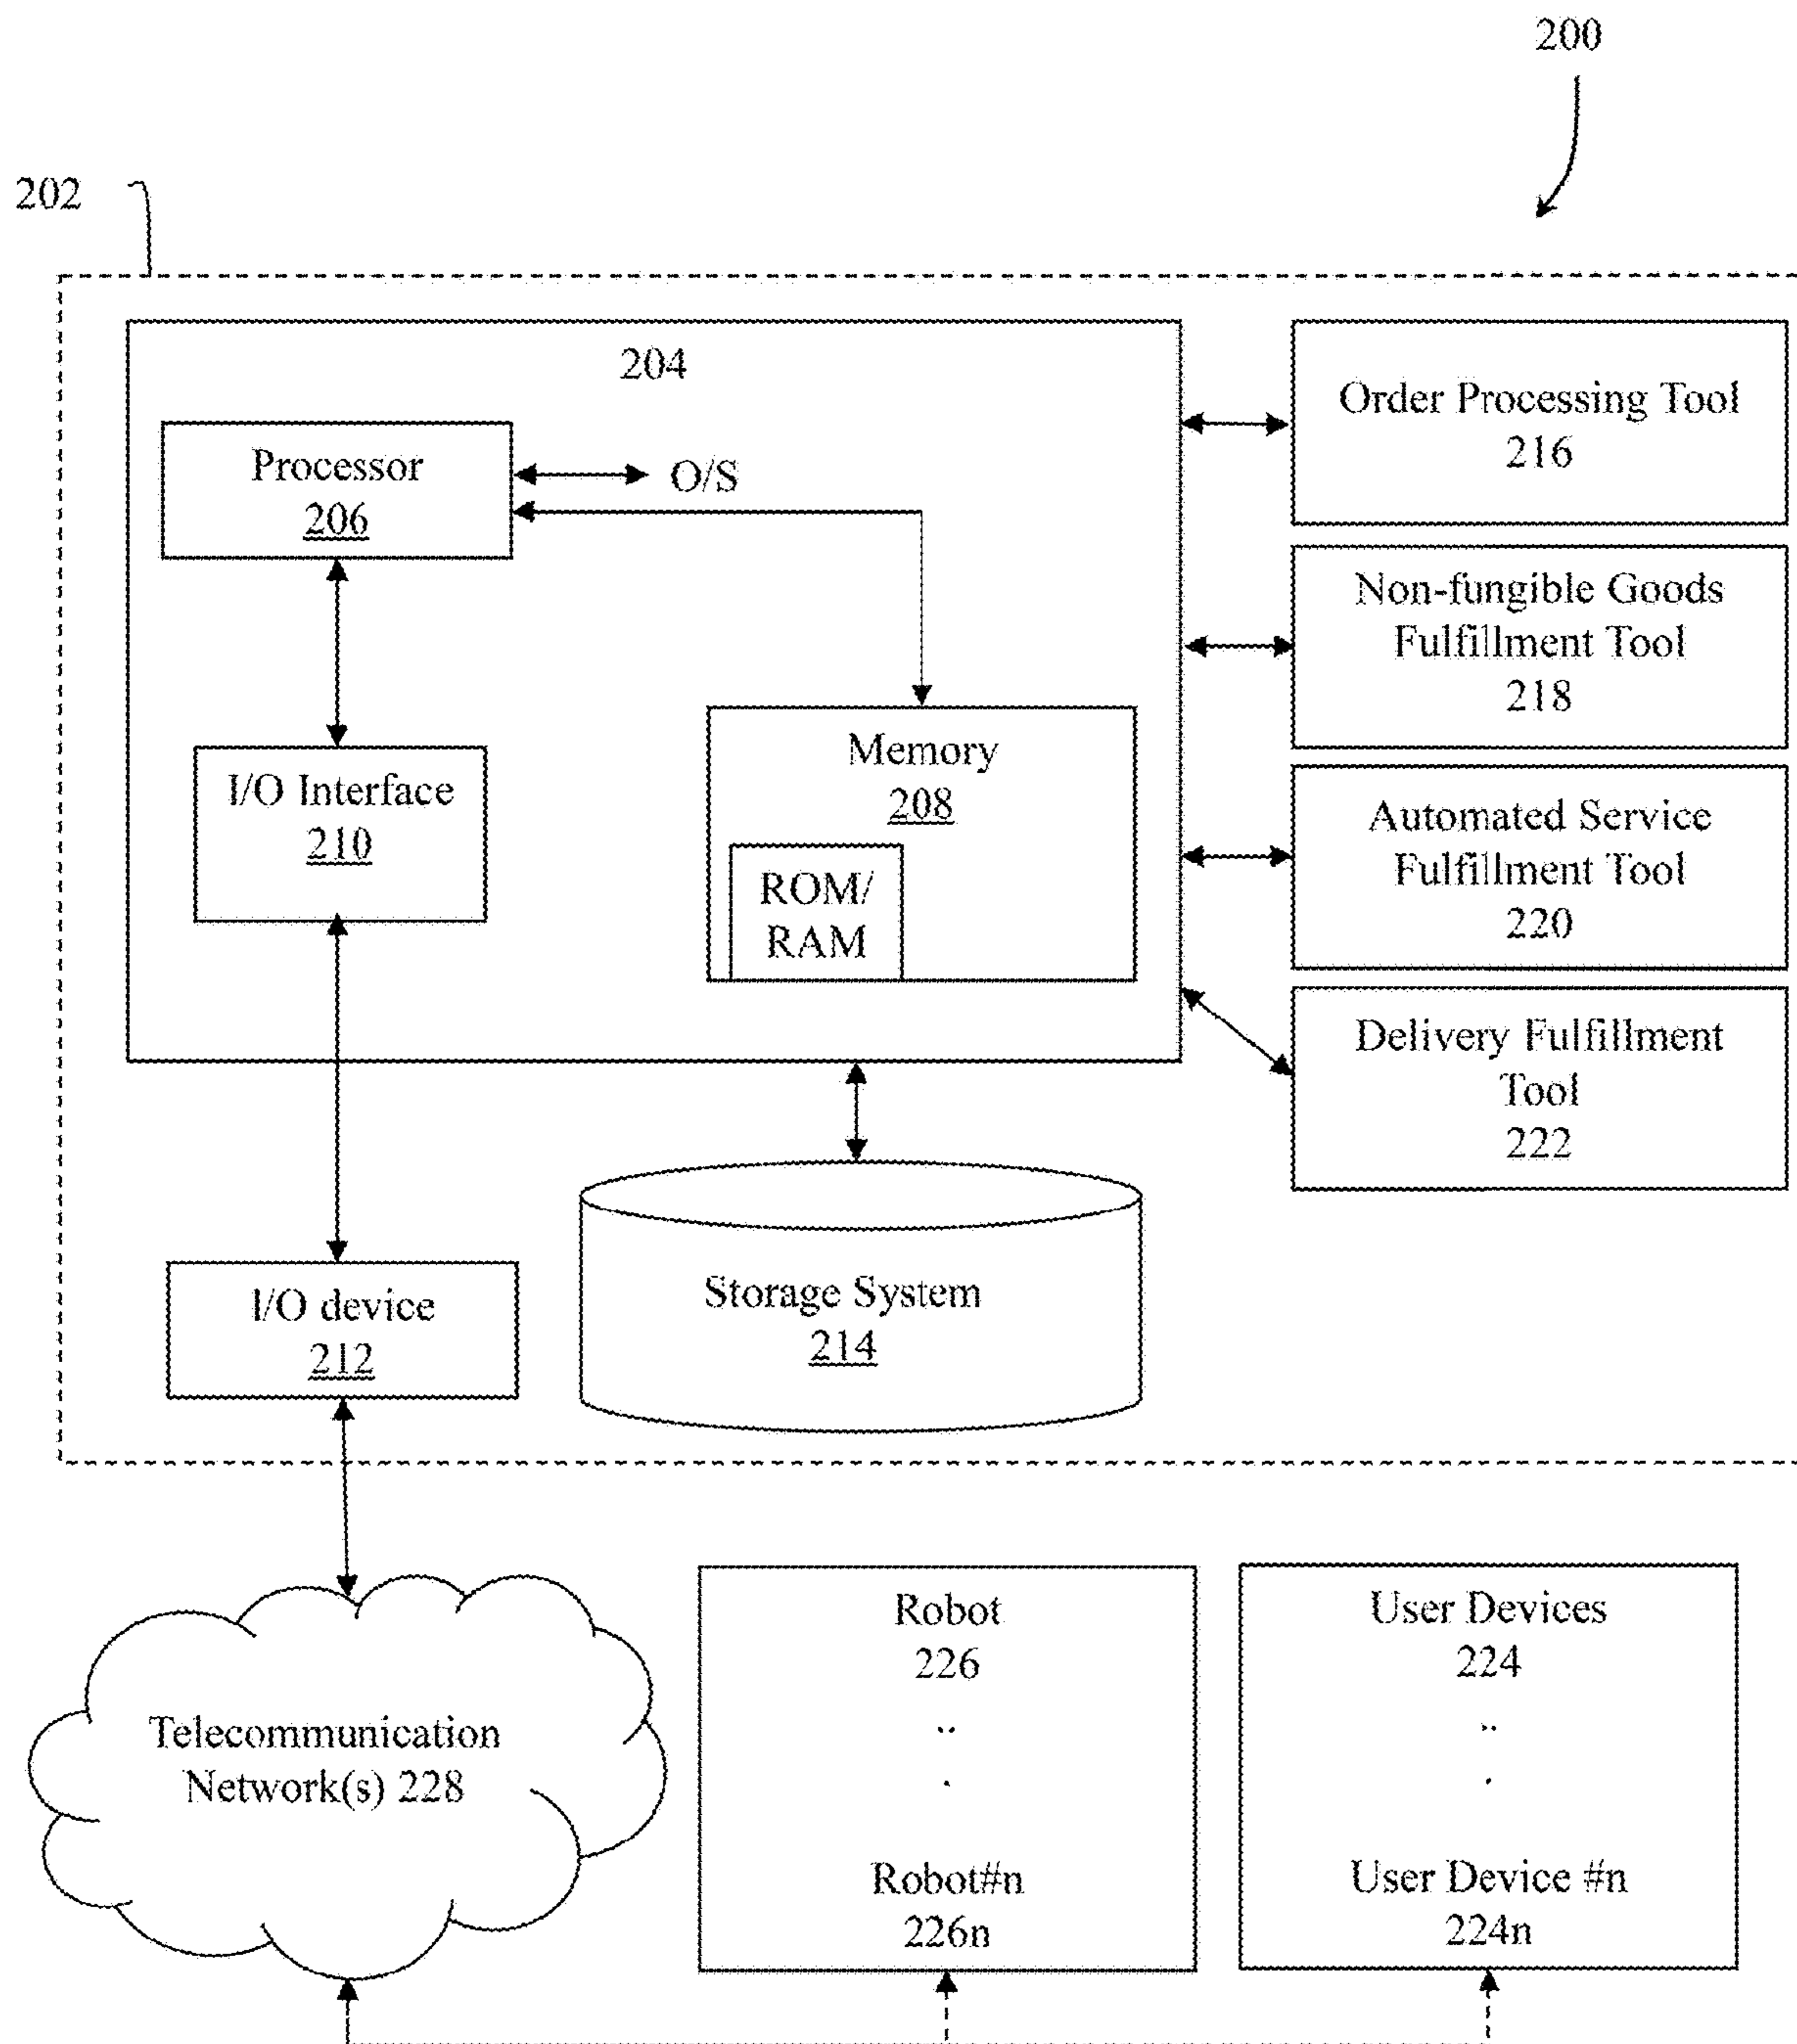 200
202
204
Processor
206
O/S
I/O Interface
210
Memory
208
ROM/
RAM
Order Processing Tool
216
Non-fungible Goods
Fulfillment Tool
218
Automated Service
Fulfillment Tool
220
Delivery Fulfillment
Tool
222
I/O device
212
Storage System
214
Telecommunication
Network(s) 228
Robot
226
Robot#n
226n
User Devices
224
User Device #n
224n